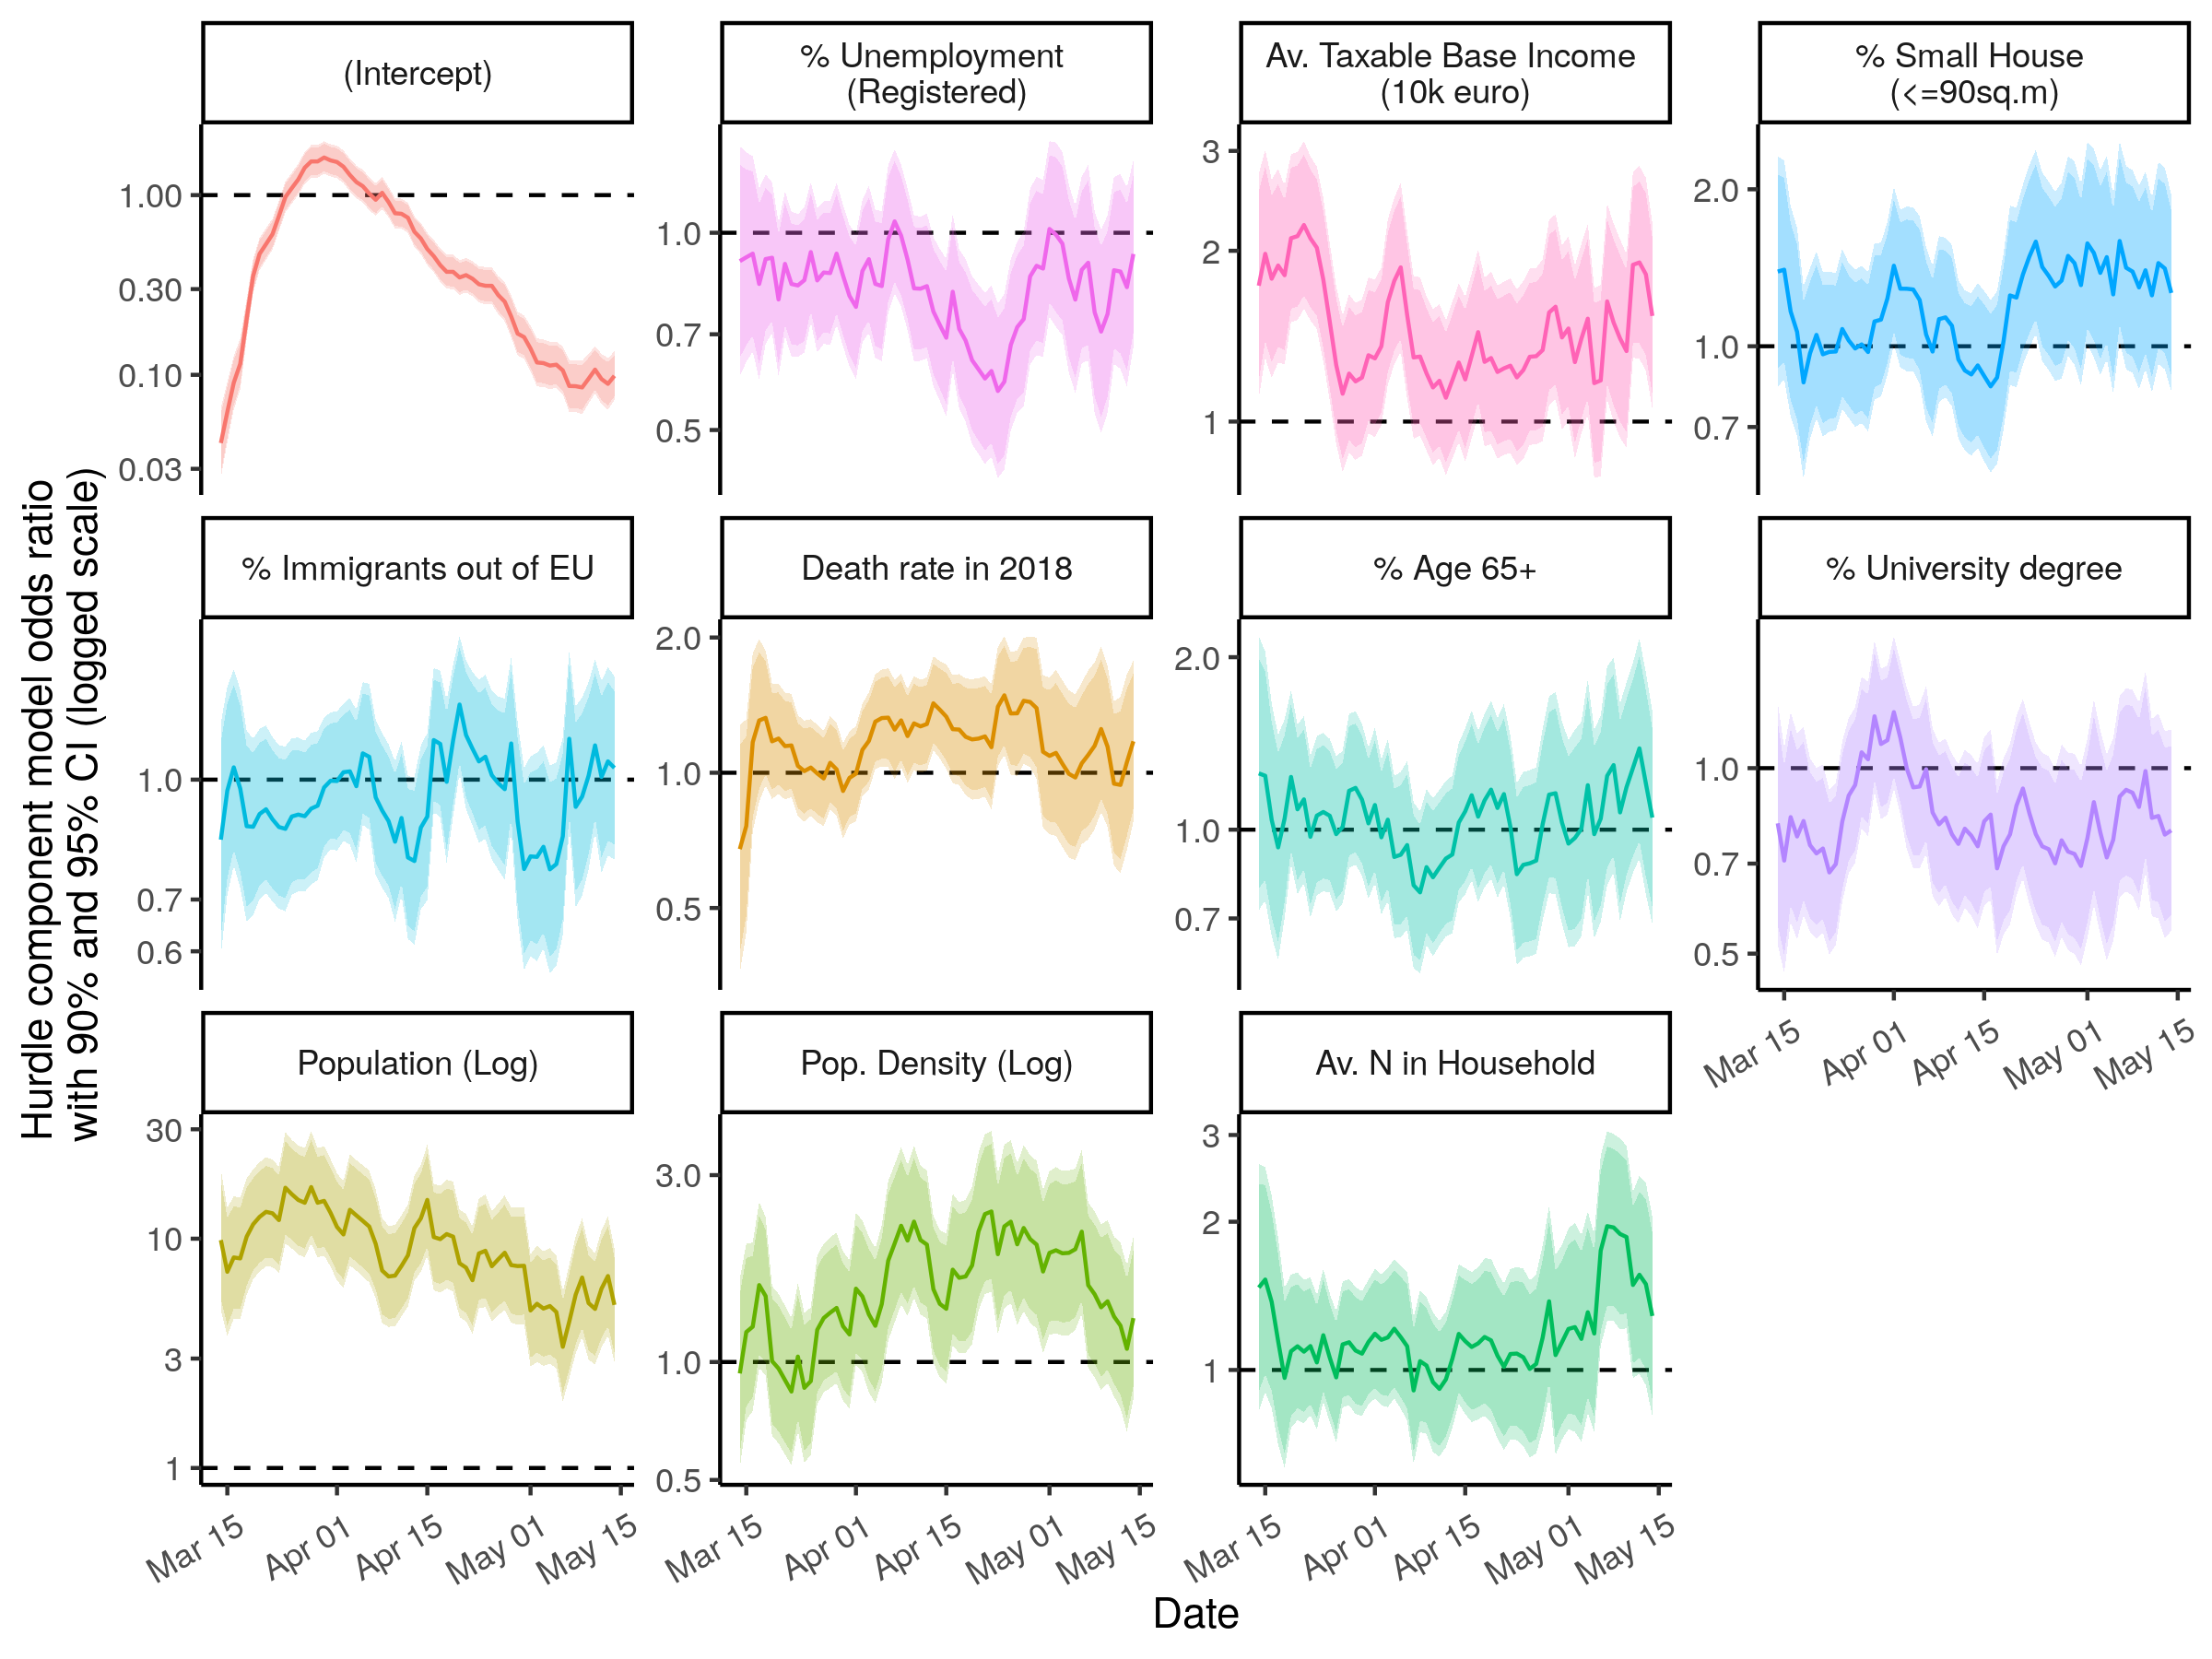 (Intercept)
% Unemployment
(Registered)
Av. Taxable Base Income
(10k euro)
% Small House
(<=90sq.m)
1.00
0.30
0.10
0.03
1.0
0.7
0.5
3
2
1
2.0
1.0
0.7
% Immigrants out of EU
Death rate in 2018
% Age 65+
% University degree
1.0
0.7
0.6
2.0
1.0
0.5
2.0
1.0
0.7
1.0
0.7
0.5
Mar 15
Apr 01
Apr 15
May 01
May 15
Population (Log)
Pop. Density (Log)
Av. N in Household
30
10
3
1
3.0
1.0
0.5
3
2
1
Mar 15
Apr 01
Apr 15
May 01
May 15
Mar 15
Apr 01
Apr 15
May 01
May 15
Mar 15
Apr 01
Apr 15
May 01
May 15
Date
Hurdle component model odds ratio
with 90% and 95% CI (logged scale)